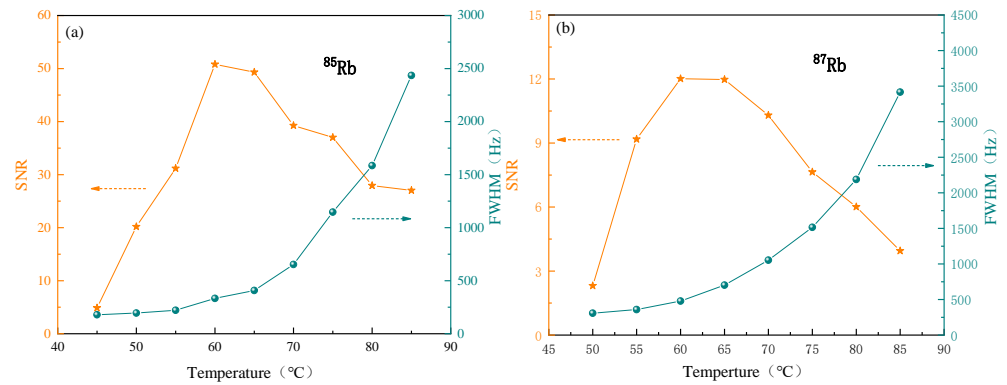 (a)
⁸⁵Rb
60
50
40
30
20
10
0
SNR
3000
2500
2000
1500
1000
500
0
FWHM（Hz）
40 50 60 70 80 90
Temperature（°C）
(b)
⁸⁷Rb
15
12
9
6
3
0
SNR
4500
4000
3500
3000
2500
2000
1500
1000
500
0
FWHM（Hz）
45 50 55 60 65 70 75 80 85 90
Temperture（°C）